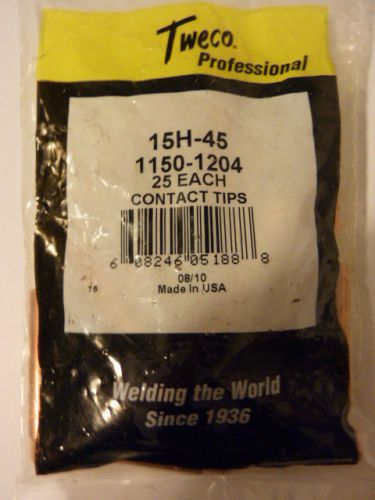 Tweco.
Professional
15H-45
1150-1204
25 EACH
CONTACT TIPS
6 08246 05188 8
08/10
76 Made In USA
Welding the World
Since 1936